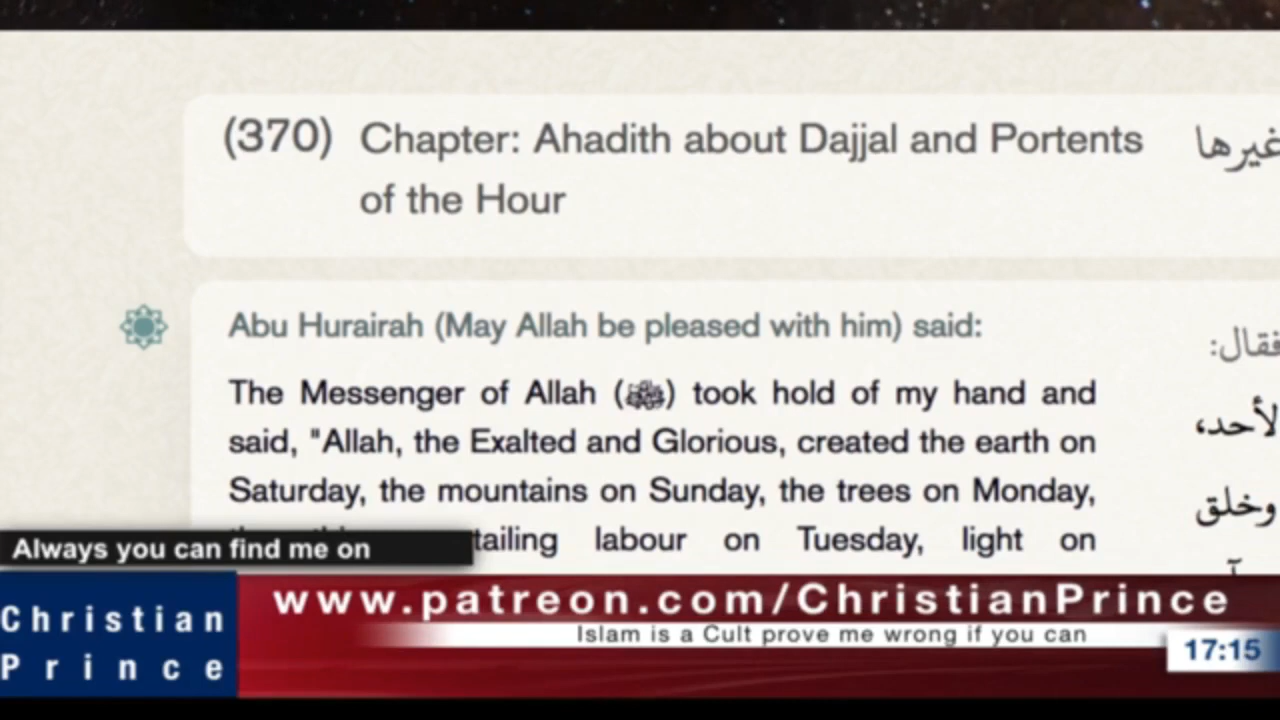 (370) Chapter: Ahadith about Dajjal and Portents
of the Hour
غيرها
Abu Hurairah (May Allah be pleased with him) said:
فقال:
The Messenger of Allah (ﷺ) took hold of my hand and
said, "Allah, the Exalted and Glorious, created the earth on
لأحد،
Saturday, the mountains on Sunday, the trees on Monday,
وخلق
tailing labour on Tuesday, light on
Always you can find me on
www.patreon.com/ChristianPrince
Christian
Prince
Islam is a Cult prove me wrong if you can
17:15